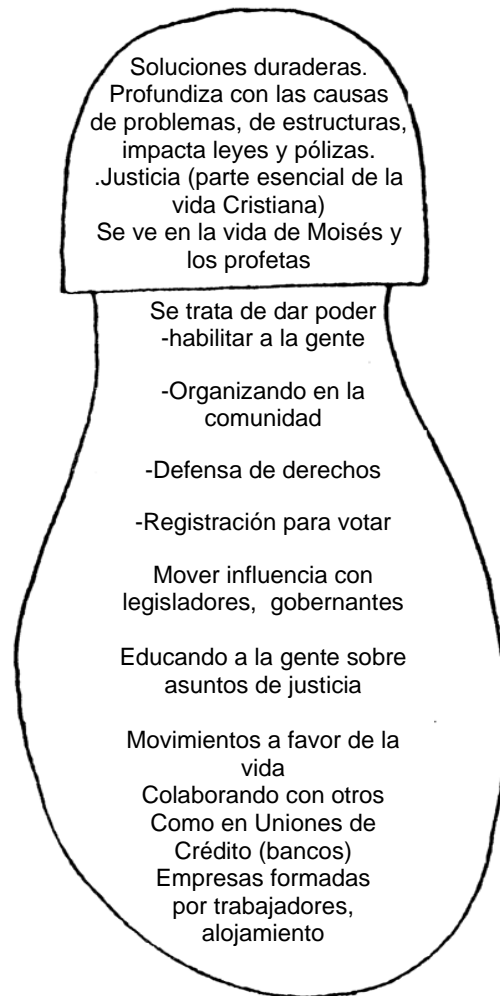 Soluciones duraderas.
Profundiza con las causas
de problemas, de estructuras,
impacta leyes y pólizas.
.Justicia (parte esencial de la
vida Cristiana)
Se ve en la vida de Moisés y
los profetas
Se trata de dar poder
-habilitar a la gente
-Organizando en la
comunidad
-Defensa de derechos
-Registración para votar
Mover influencia con
legisladores, gobernantes
Educando a la gente sobre
asuntos de justicia
Movimientos a favor de la
vida
Colaborando con otros
Como en Uniones de
Crédito (bancos)
Empresas formadas
por trabajadores,
alojamiento